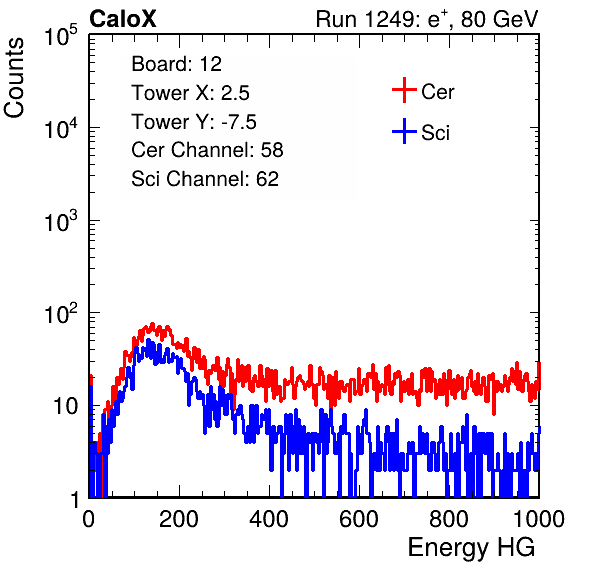 CaloX Run 1249: e⁺, 80 GeV
Counts
Board: 12
Tower X: 2.5
Tower Y: -7.5
Cer Channel: 58
Sci Channel: 62
Cer
Sci
10⁵
10⁴
10³
10²
10
1
0 200 400 600 800 1000
Energy HG